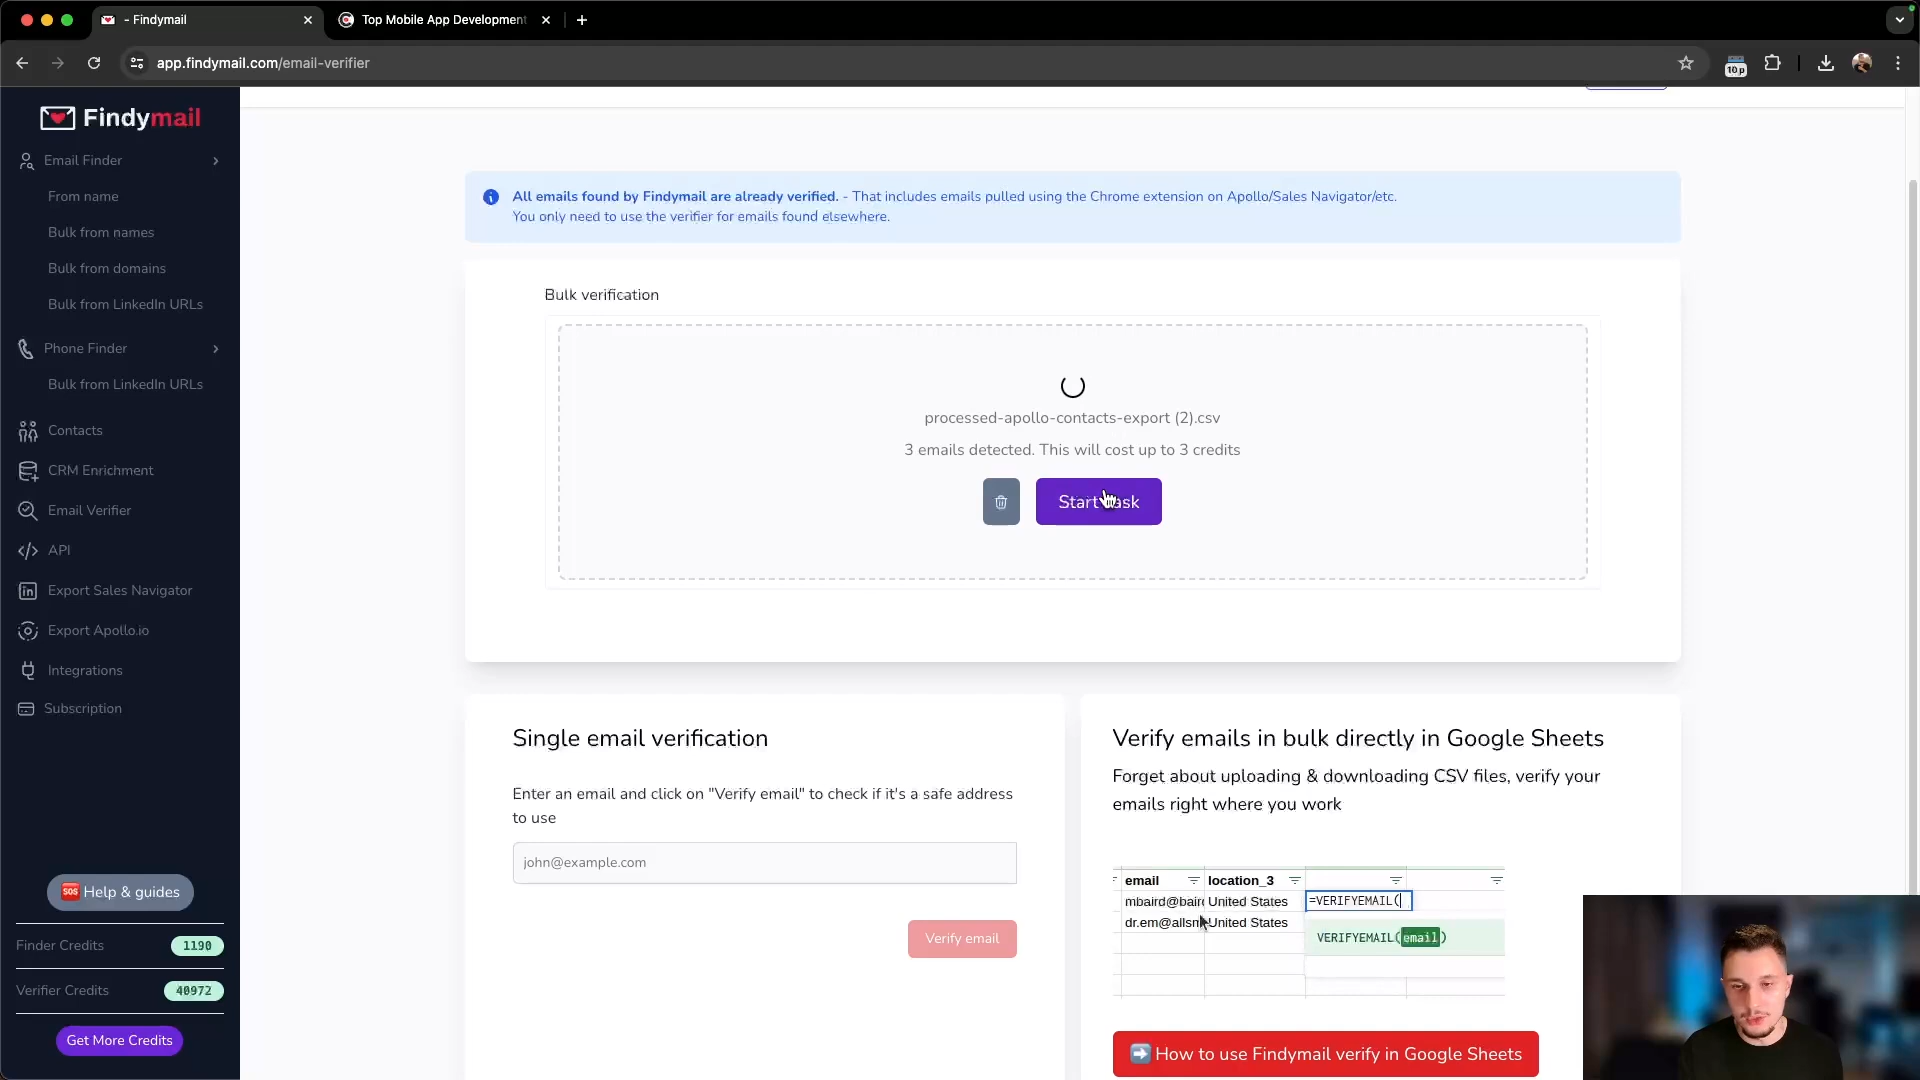 - Findymail
Top Mobile App Development
app.findymail.com/email-verifier
10 p
Findymail
Email Finder
From name
Bulk from names
Bulk from domains
Bulk from LinkedIn URLs
Phone Finder
Bulk from LinkedIn URLs
Contacts
CRM Enrichment
Email Verifier
API
Export Sales Navigator
Export Apollo.io
Integrations
Subscription
SOS Help & guides
Finder Credits 1190
Verifier Credits 40972
Get More Credits
All emails found by Findymail are already verified. - That includes emails pulled using the Chrome extension on Apollo/Sales Navigator/etc.
You only need to use the verifier for emails found elsewhere.
Bulk verification
processed-apollo-contacts-export (2).csv
3 emails detected. This will cost up to 3 credits
Start task
Single email verification
Enter an email and click on "Verify email" to check if it's a safe address
to use
john@example.com
Verify email
Verify emails in bulk directly in Google Sheets
Forget about uploading & downloading CSV files, verify your
emails right where you work
email location_3
mbaird@bair United States =VERIFYEMAIL(
dr.em@allsm United States
VERIFYEMAIL(email)
How to use Findymail verify in Google Sheets